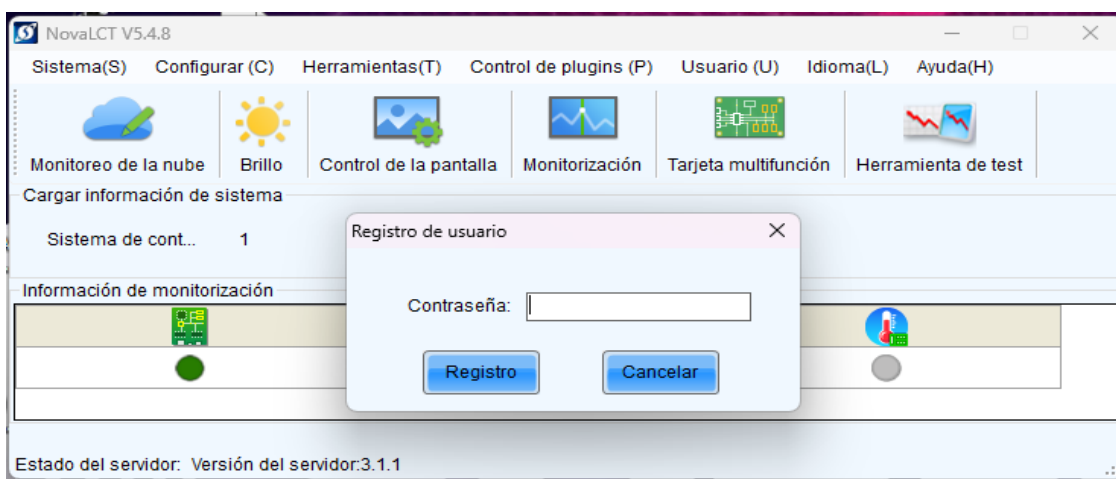 NovaLCT V5.4.8
Sistema(S) Configurar (C) Herramientas(T) Control de plugins (P) Usuario (U) Idioma(L) Ayuda(H)
Monitoreo de la nube Brillo Control de la pantalla Monitorización Tarjeta multifunción Herramienta de test
Cargar información de sistema
Sistema de cont... 1
Registro de usuario
Información de monitorización
Contraseña:
Registro Cancelar
Estado del servidor: Versión del servidor:3.1.1